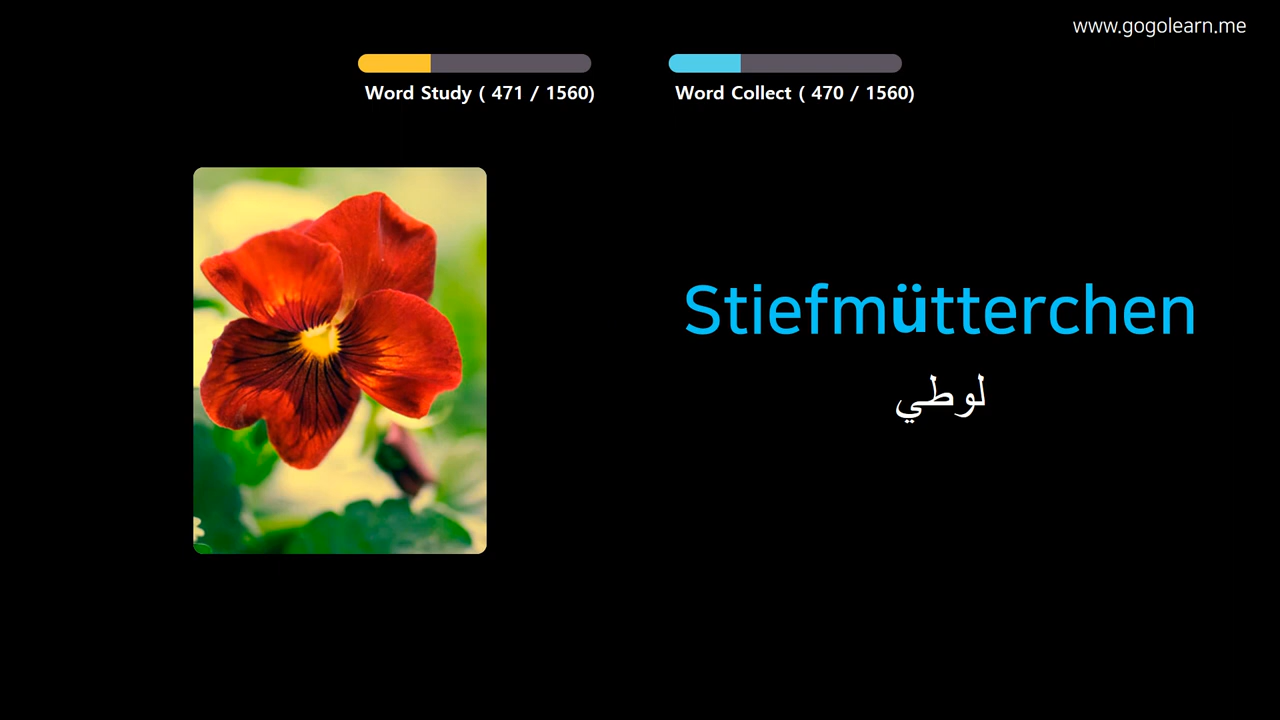 www.gogolearn.me
Word Study ( 471 / 1560)
Word Collect ( 470 / 1560)
Stiefmütterchen
لوطي